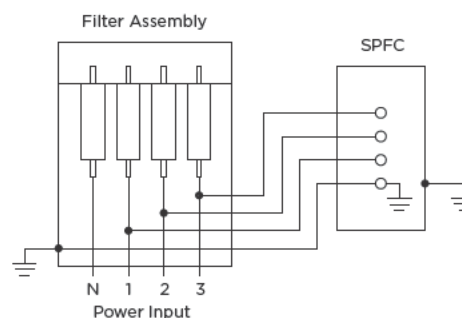 Filter Assembly
SPFC
N 1 2 3
Power Input